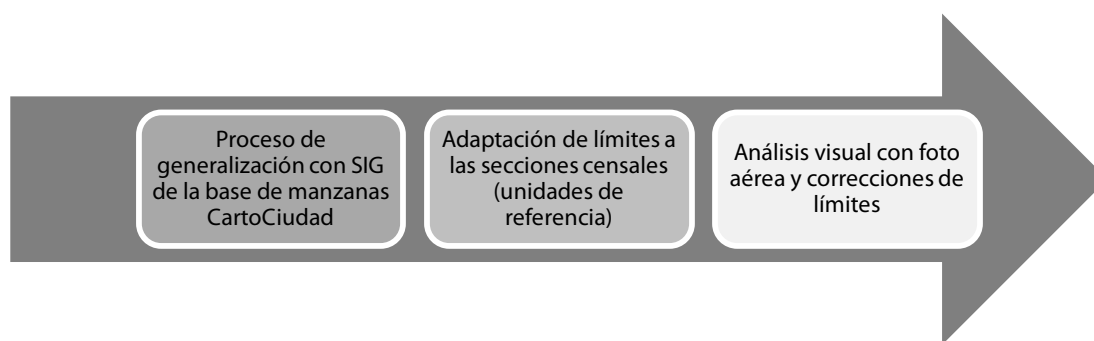 Proceso de
generalización con SIG
de la base de manzanas
CartoCiudad
Adaptación de límites a
las secciones censales
(unidades de
referencia)
Análisis visual con foto
aérea y correcciones de
límites